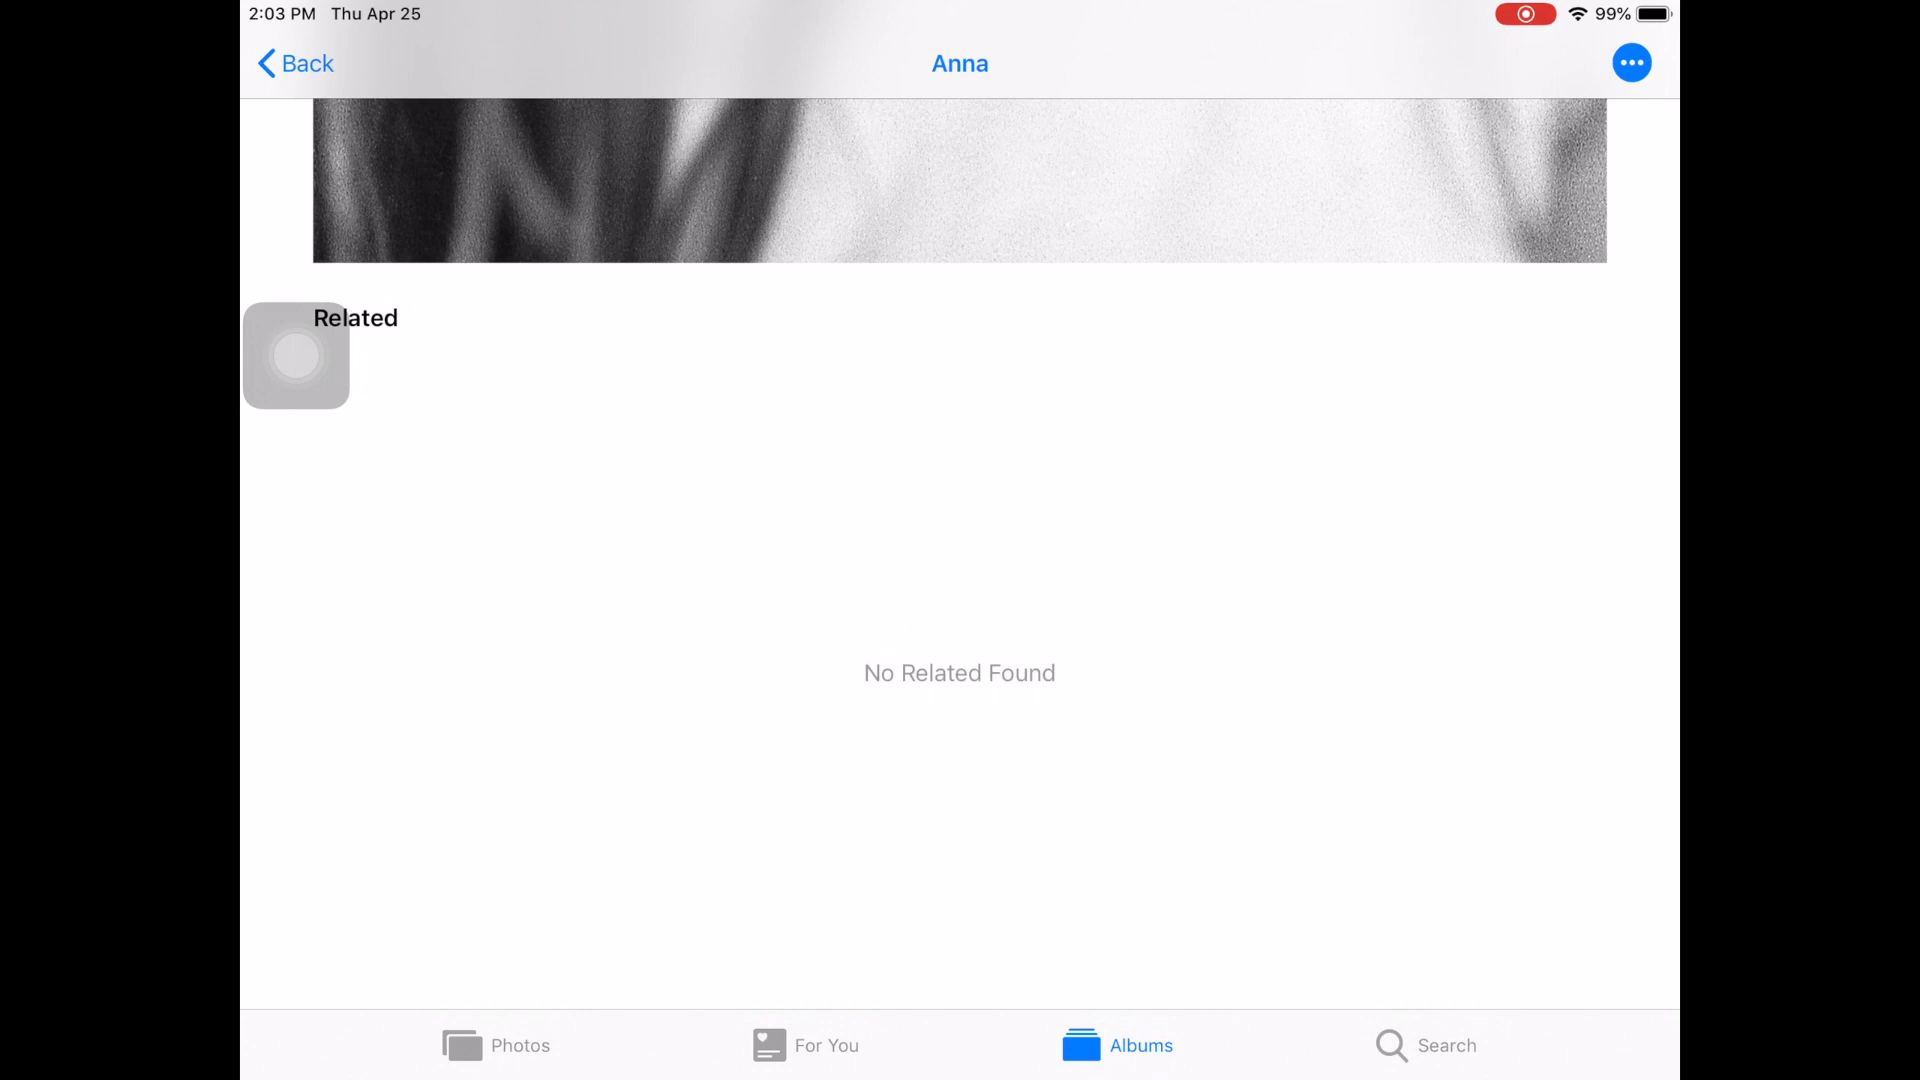 2:03 PM Thu Apr 25
99%
Back
Anna
Related
No Related Found
Photos
For You
Albums
Search